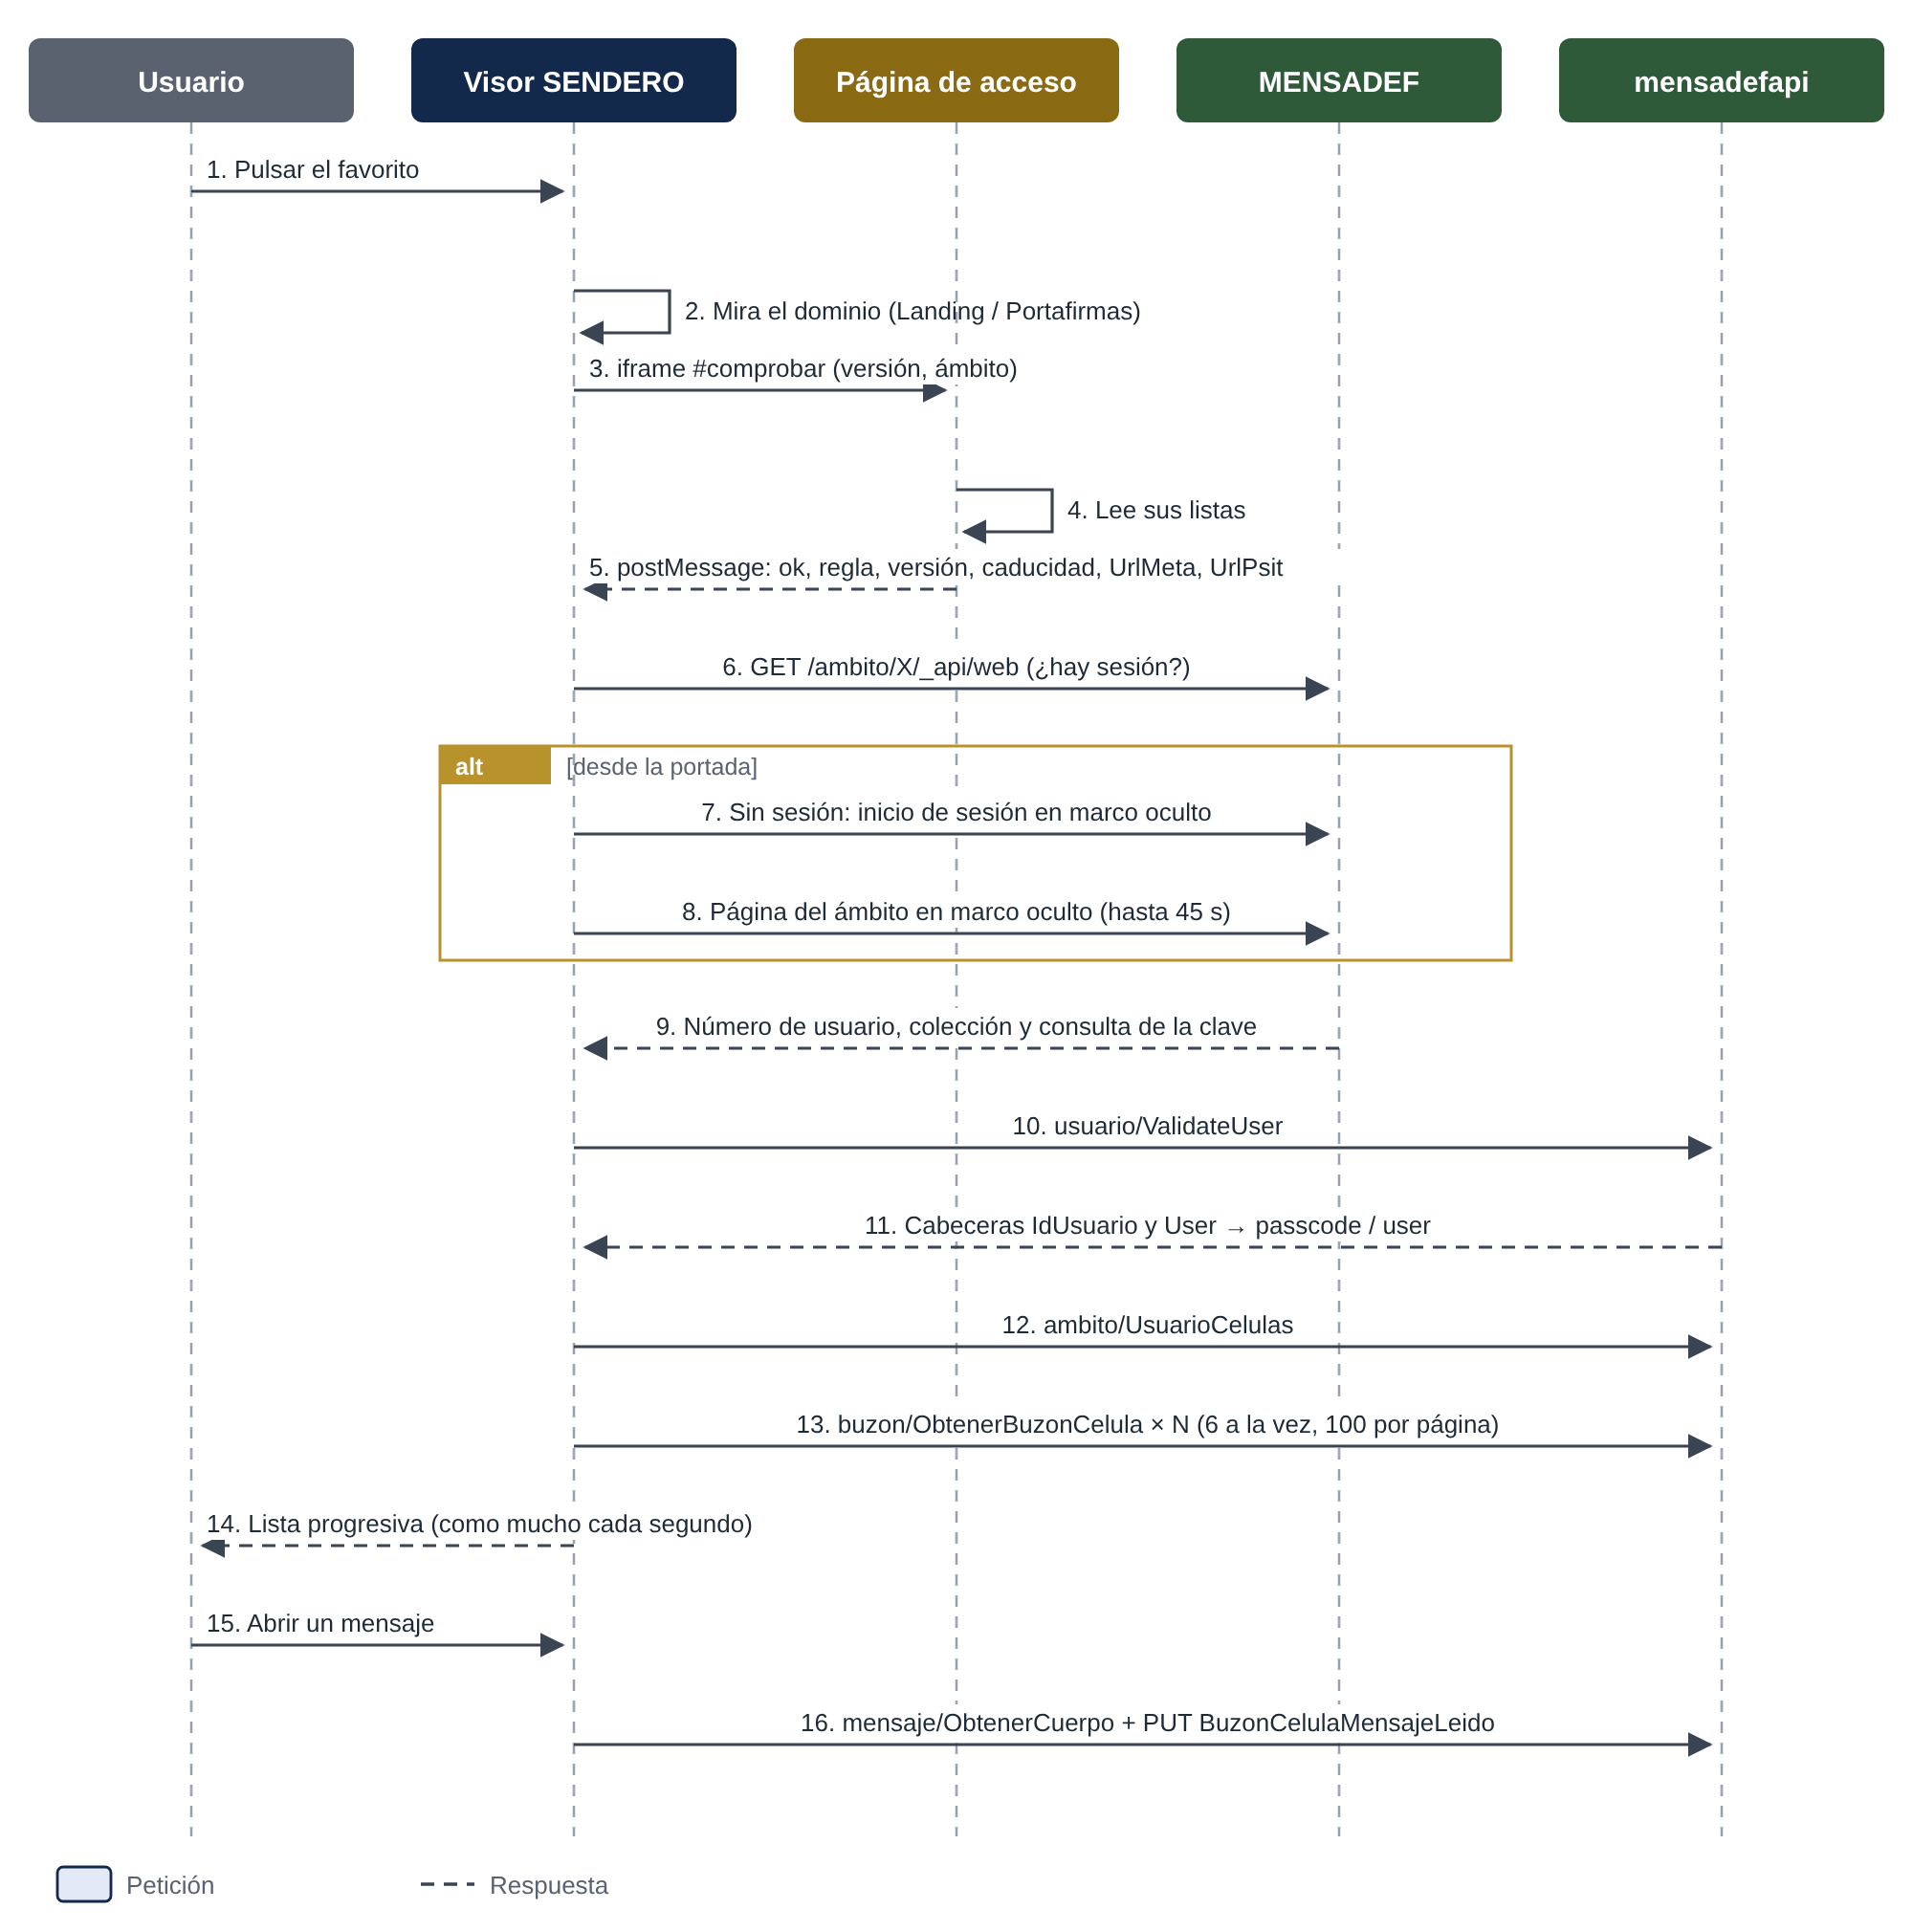 Usuario
Visor SENDERO
Página de acceso
MENSADEF
mensadefapi
1. Pulsar el favorito
2. Mira el dominio (Landing / Portafirmas)
3. iframe #comprobar (versión, ámbito)
4. Lee sus listas
5. postMessage: ok, regla, versión, caducidad, UrlMeta, UrlPsit
6. GET /ambito/X/_api/web (¿hay sesión?)
alt
[desde la portada]
7. Sin sesión: inicio de sesión en marco oculto
8. Página del ámbito en marco oculto (hasta 45 s)
9. Número de usuario, colección y consulta de la clave
10. usuario/ValidateUser
11. Cabeceras IdUsuario y User → passcode / user
12. ambito/UsuarioCelulas
13. buzon/ObtenerBuzonCelula × N (6 a la vez, 100 por página)
14. Lista progresiva (como mucho cada segundo)
15. Abrir un mensaje
16. mensaje/ObtenerCuerpo + PUT BuzonCelulaMensajeLeido
Petición
Respuesta